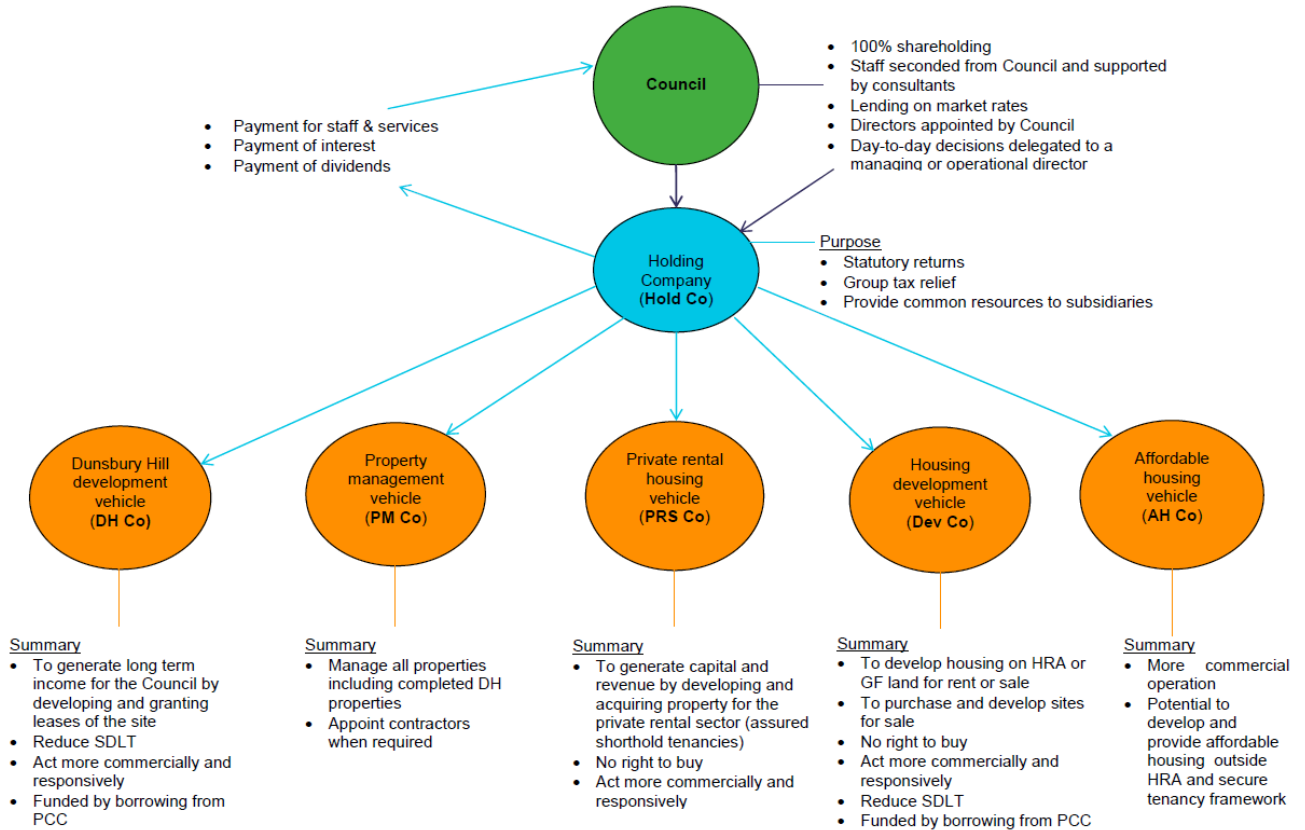 Council
• 100% shareholding
• Staff seconded from Council and supported
by consultants
• Lending on market rates
• Directors appointed by Council
• Day-to-day decisions delegated to a
managing or operational director
• Payment for staff & services
• Payment of interest
• Payment of dividends
Holding
Company
(Hold Co)
Purpose
• Statutory returns
• Group tax relief
• Provide common resources to subsidiaries
Dunsbury Hill
development
vehicle
(DH Co)
Property
management
vehicle
(PM Co)
Private rental
housing
vehicle
(PRS Co)
Housing
development
vehicle
(Dev Co)
Affordable
housing
vehicle
(AH Co)
Summary
• To generate long term
income for the Council by
developing and granting
leases of the site
• Reduce SDLT
• Act more commercially and
responsively
• Funded by borrowing from
PCC
Summary
• Manage all properties
including completed DH
properties
• Appoint contractors
when required
Summary
• To generate capital and
revenue by developing and
acquiring property for the
private rental sector (assured
shorthold tenancies)
• No right to buy
• Act more commercially and
responsively
Summary
• To develop housing on HRA or
GF land for rent or sale
• To purchase and develop sites
for sale
• No right to buy
• Act more commercially and
responsively
• Reduce SDLT
• Funded by borrowing from PCC
Summary
• More commercial
operation
• Potential to
develop and
provide affordable
housing outside
HRA and secure
tenancy framework